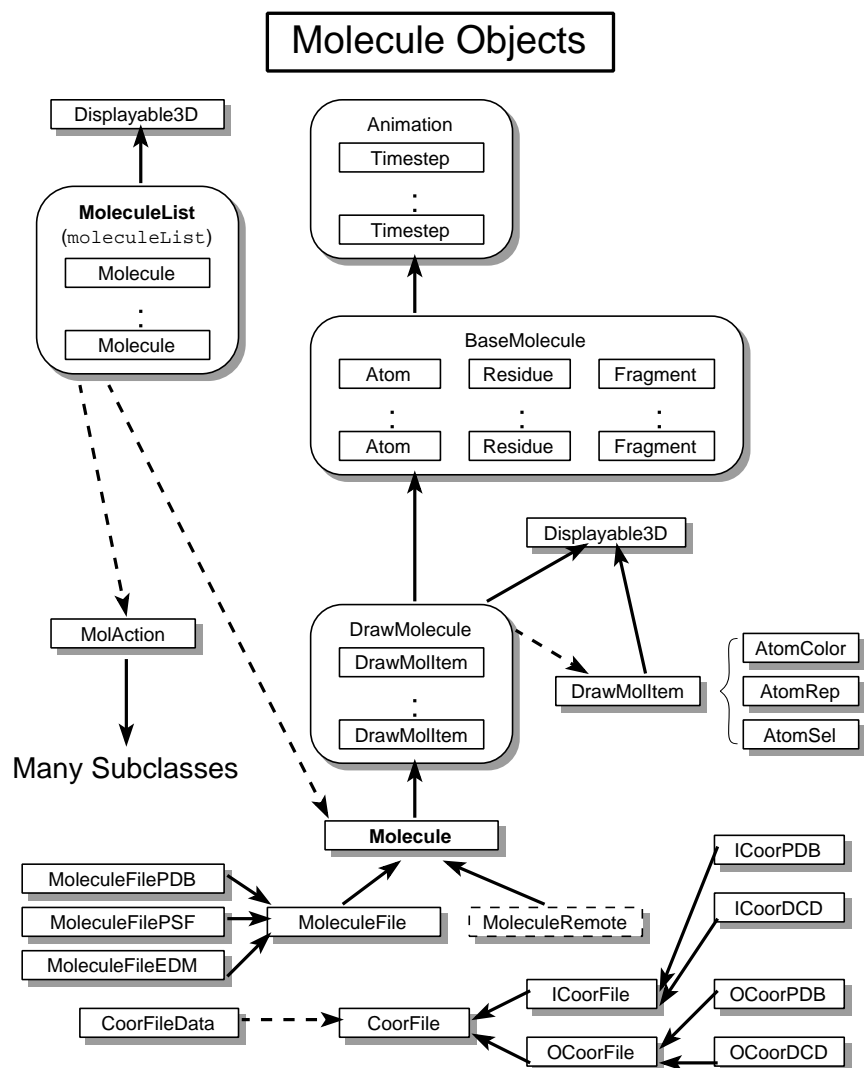 Molecule Objects
Displayable3D
MoleculeList
(moleculeList)
Molecule
:
Molecule
Animation
Timestep
:
Timestep
BaseMolecule
Atom
Residue
Fragment
:
:
:
Atom
Residue
Fragment
Displayable3D
MolAction
Many Subclasses
DrawMolecule
DrawMolItem
:
DrawMolItem
DrawMolItem
AtomColor
AtomRep
AtomSel
Molecule
MoleculeFilePDB
MoleculeFilePSF
MoleculeFileEDM
MoleculeFile
MoleculeRemote
ICoorPDB
ICoorDCD
ICoorFile
OCoorPDB
CoorFileData
CoorFile
OCoorFile
OCoorDCD